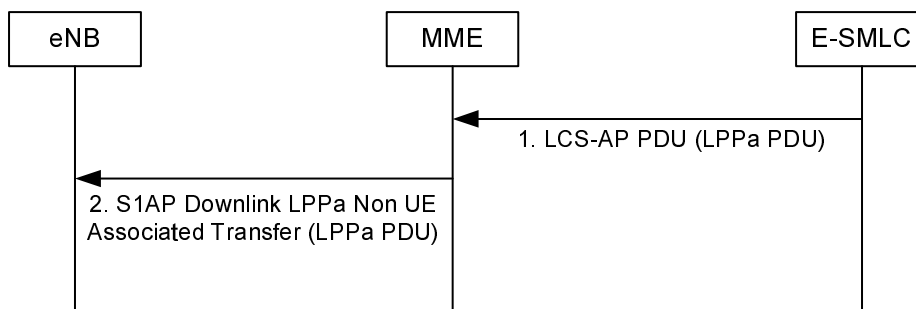 eNB
MME
E-SMLC
1. LCS-AP PDU (LPPa PDU)
2. S1AP Downlink LPPa Non UE
Associated Transfer (LPPa PDU)